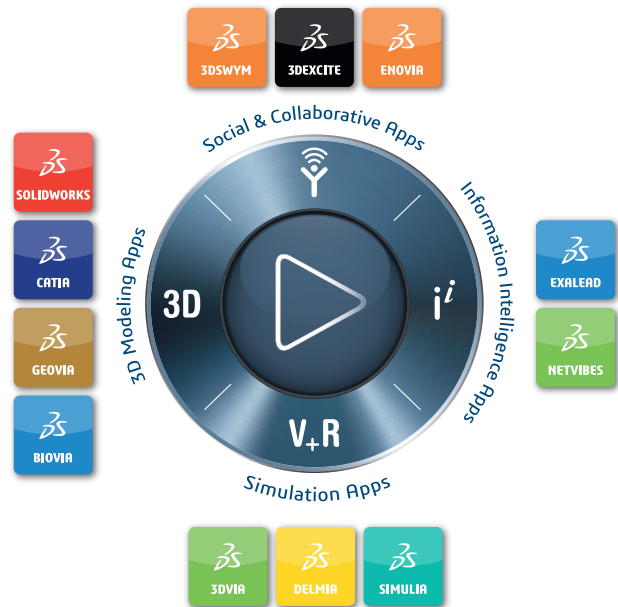 3DSWYM
3DEXCITE
ENOVIA
Social & Collaborative Apps
SOLIDWORKS
CATIA
GEOVIA
BIOVIA
3D Modeling Apps
3D
iⁱ
Information Intelligence Apps
EXALEAD
NETVIBES
V+R
Simulation Apps
3DVIA
DELMIA
SIMULIA